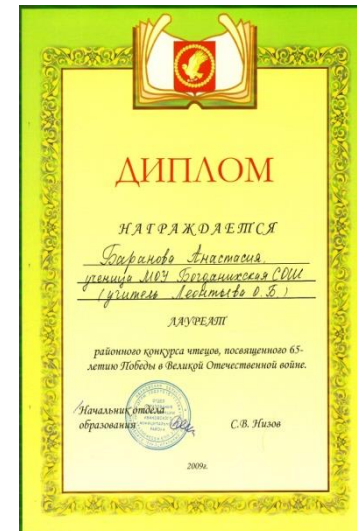 ДИПЛОМ
НАГРАЖДАЕТСЯ
Баранова Анастасия.
ученица МОУ Богданихская СОШ
(учитель Леонтьева О.Б.)
ЛАУРЕАТ
районного конкурса чтецов, посвященного 65-
летию Победы в Великой Отечественной войне.
Начальник отдела
образования С.В. Низов
2009г.